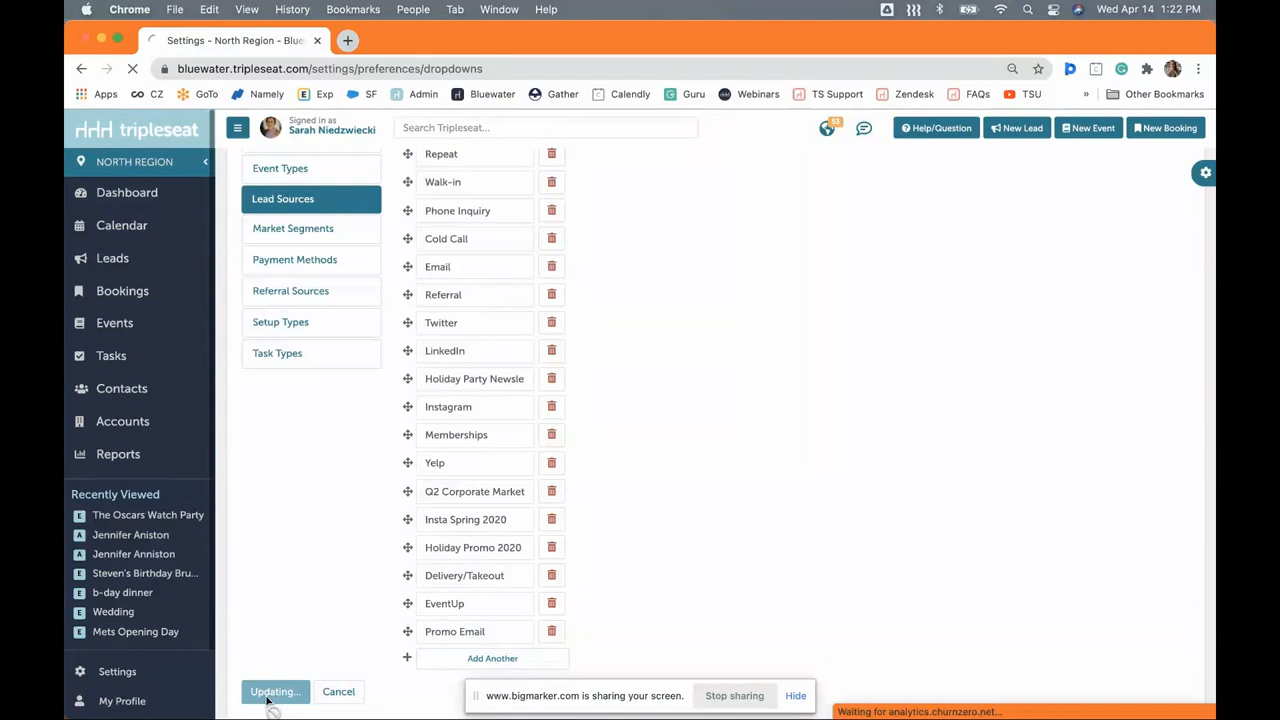 Chrome File Edit View History Bookmarks People Tab Window Help Wed Apr 14 1:22 PM
Settings - North Region - Blue
bluewater.tripleseat.com/settings/preferences/dropdowns
Apps CZ GoTo Namely Exp SF Admin Bluewater Gather Calendly Guru Webinars TS Support Zendesk FAQs TSU » Other Bookmarks
tripleseat
Signed in as
Sarah Niedzwiecki
Search Tripleseat...
53
Help/Question
New Lead
New Event
New Booking
NORTH REGION
Dashboard
Calendar
Leads
Bookings
Events
Tasks
Contacts
Accounts
Reports
Recently Viewed
E The Oscars Watch Party
A Jennifer Aniston
A Jennifer Anniston
E Steven's Birthday Bru...
E b-day dinner
E Wedding
E Mets Opening Day
Settings
My Profile
Event Types
Lead Sources
Market Segments
Payment Methods
Referral Sources
Setup Types
Task Types
Repeat
Walk-in
Phone Inquiry
Cold Call
Email
Referral
Twitter
LinkedIn
Holiday Party Newsle
Instagram
Memberships
Yelp
Q2 Corporate Market
Insta Spring 2020
Holiday Promo 2020
Delivery/Takeout
EventUp
Promo Email
Add Another
Updating... Cancel
www.bigmarker.com is sharing your screen. Stop sharing Hide
Waiting for analytics.churnzero.net...